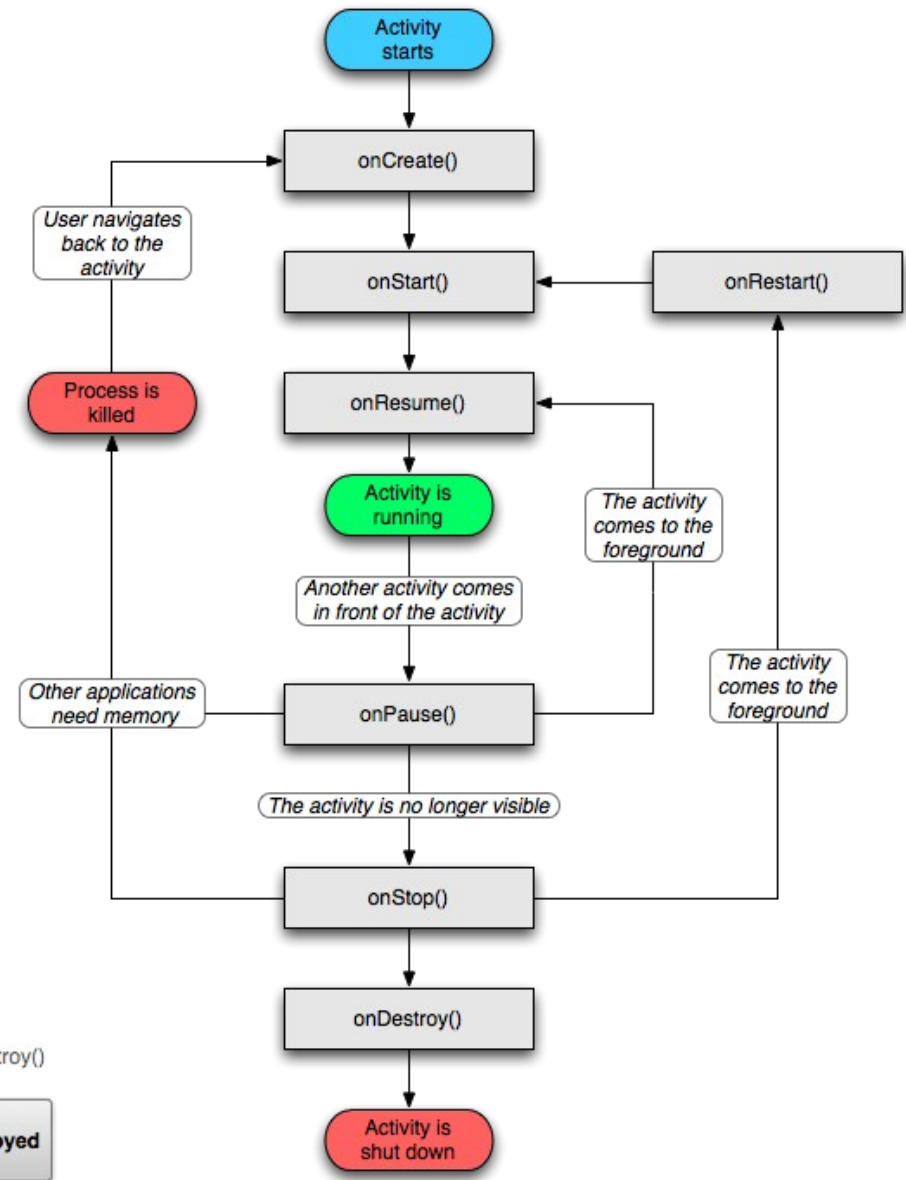 Activity
starts
onCreate()
User navigates
back to the
activity
onStart()
onRestart()
Process is
killed
onResume()
Activity is
running
The activity
comes to the
foreground
Another activity comes
in front of the activity
Other applications
need memory
onPause()
The activity
comes to the
foreground
The activity is no longer visible
onStop()
onDestroy()
roy()
yed
Activity is
shut down